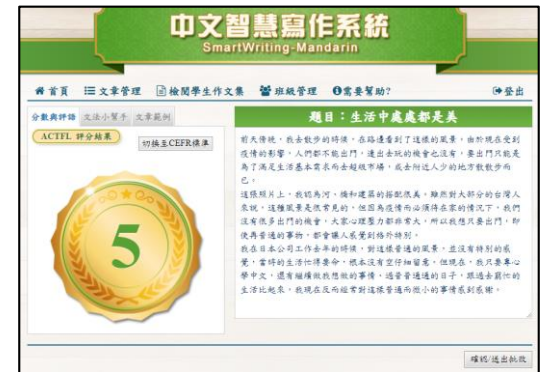 中文智慧寫作系統
SmartWriting-Mandarin
首頁 文章管理 檢閱學生作文集 班級管理 需要幫助? 登出
分數與評語 文法小幫手 文章範例
ACTFL 評分結果
切換至CEFR標準
5
題目：生活中處處都是美
前天傍晚，我去散步的時候，在路邊看到了這樣的風景，由於現在受到
疫情的影響，人們都不能出門，連出去玩的機會也沒有，要出門只能是
為了滿足生活基本需求而去超級市場，或去附近人少的地方散散步而
已。
這張照片上，我認為河、橋和建築的搭配很美，雖然對大部分的台灣人
來說，這種風景是很常見的，但因為疫情而必須待在家的情況下，我們
沒有很多出門的機會，大家心理壓力都非常大，所以我想只要出門，即
使再普通的事物，都會讓人感覺到格外特別。
我在日本公司工作去年的時候，對這樣普通的風景，並沒有特別的感
覺，當時的生活忙得要命，根本沒有空仔細留意，但現在，我只要專心
學中文，還有繼續做我想做的事情，過普普通通的日子，跟過去窮忙的
生活比起來，我現在反而經常對這樣普通而微小的事情感到感謝。
確認/送出批改